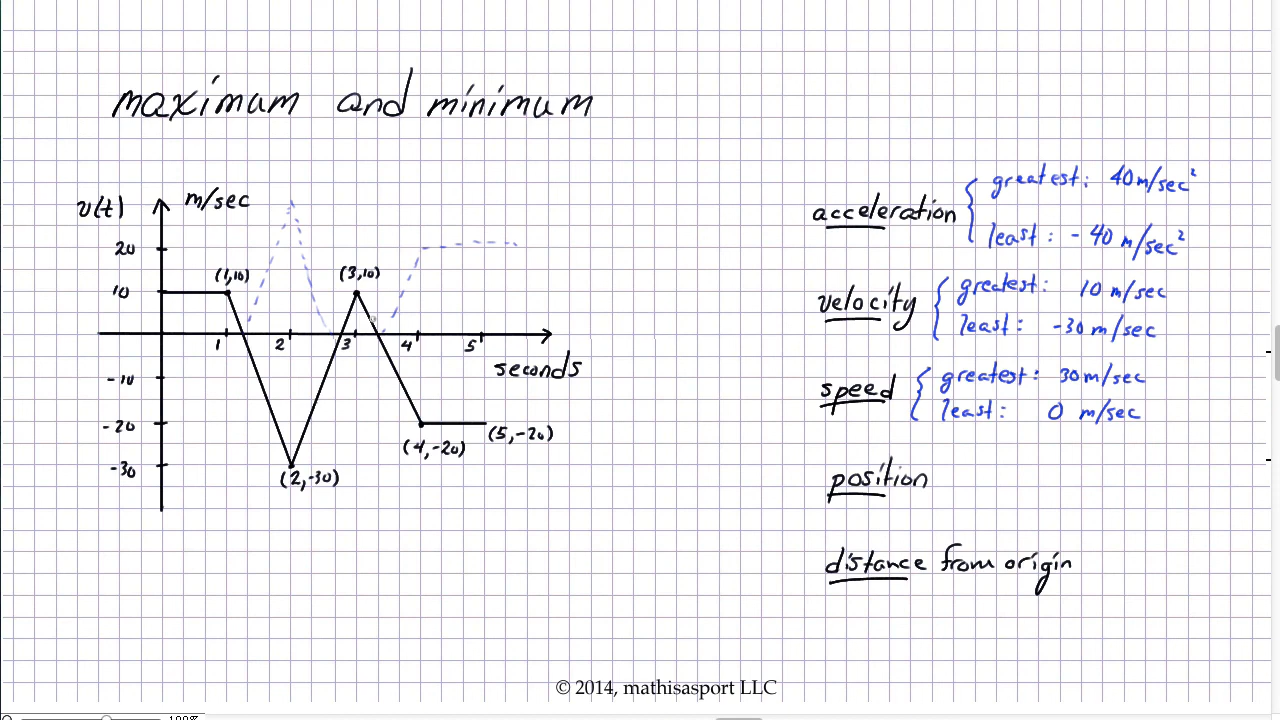 maximum and minimum
v(t) m/sec
20
10
-10
-20
-30
(1,10)
(3,10)
1 2 3 4 5
seconds
(2,-30)
(4,-20)
(5,-20)
acceleration
greatest: 40 m/sec²
least: -40 m/sec²
velocity
greatest: 10 m/sec
least: -30 m/sec
speed
greatest: 30 m/sec
least: 0 m/sec
position
distance from origin
© 2014, mathisasport LLC